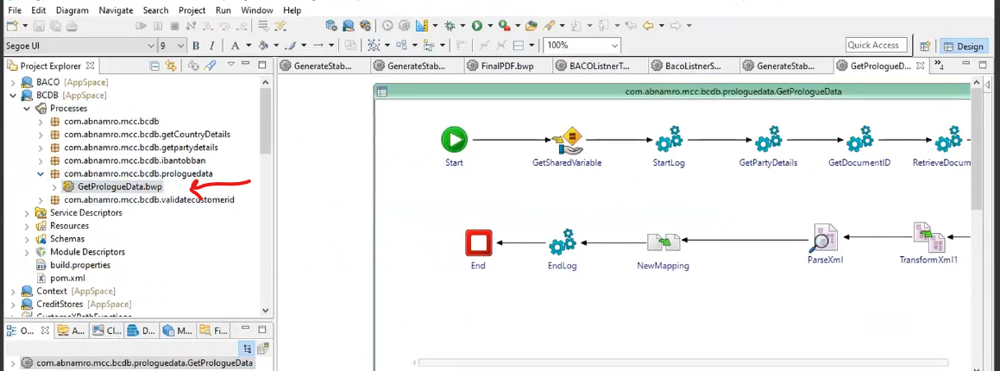 File Edit Diagram Navigate Search Project Run Window Help
Segoe UI 9 B I A 100% Quick Access Design
Project Explorer
GenerateStab... GenerateStab... FinalPDF.bwp BACOListnerT... BacoListnerS... GenerateStab... GetPrologueD... »4
BACO [AppSpace]
BCDB [AppSpace]
Processes
com.abnamro.mcc.bcdb
com.abnamro.mcc.bcdb.getCountryDetails
com.abnamro.mcc.bcdb.getpartydetails
com.abnamro.mcc.bcdb.ibantobban
com.abnamro.mcc.bcdb.prologuedata
GetPrologueData.bwp
com.abnamro.mcc.bcdb.validatecustomerid
Service Descriptors
Resources
Schemas
Module Descriptors
build.properties
pom.xml
Context [AppSpace]
CreditStores [AppSpace]
O... A... Cl... D... M... Fi...
com.abnamro.mcc.bcdb.prologuedata.GetPrologueData
com.abnamro.mcc.bcdb.prologuedata.GetPrologueData
Start GetSharedVariable StartLog GetPartyDetails GetDocumentID RetrieveDocum
End EndLog NewMapping ParseXml TransformXml1